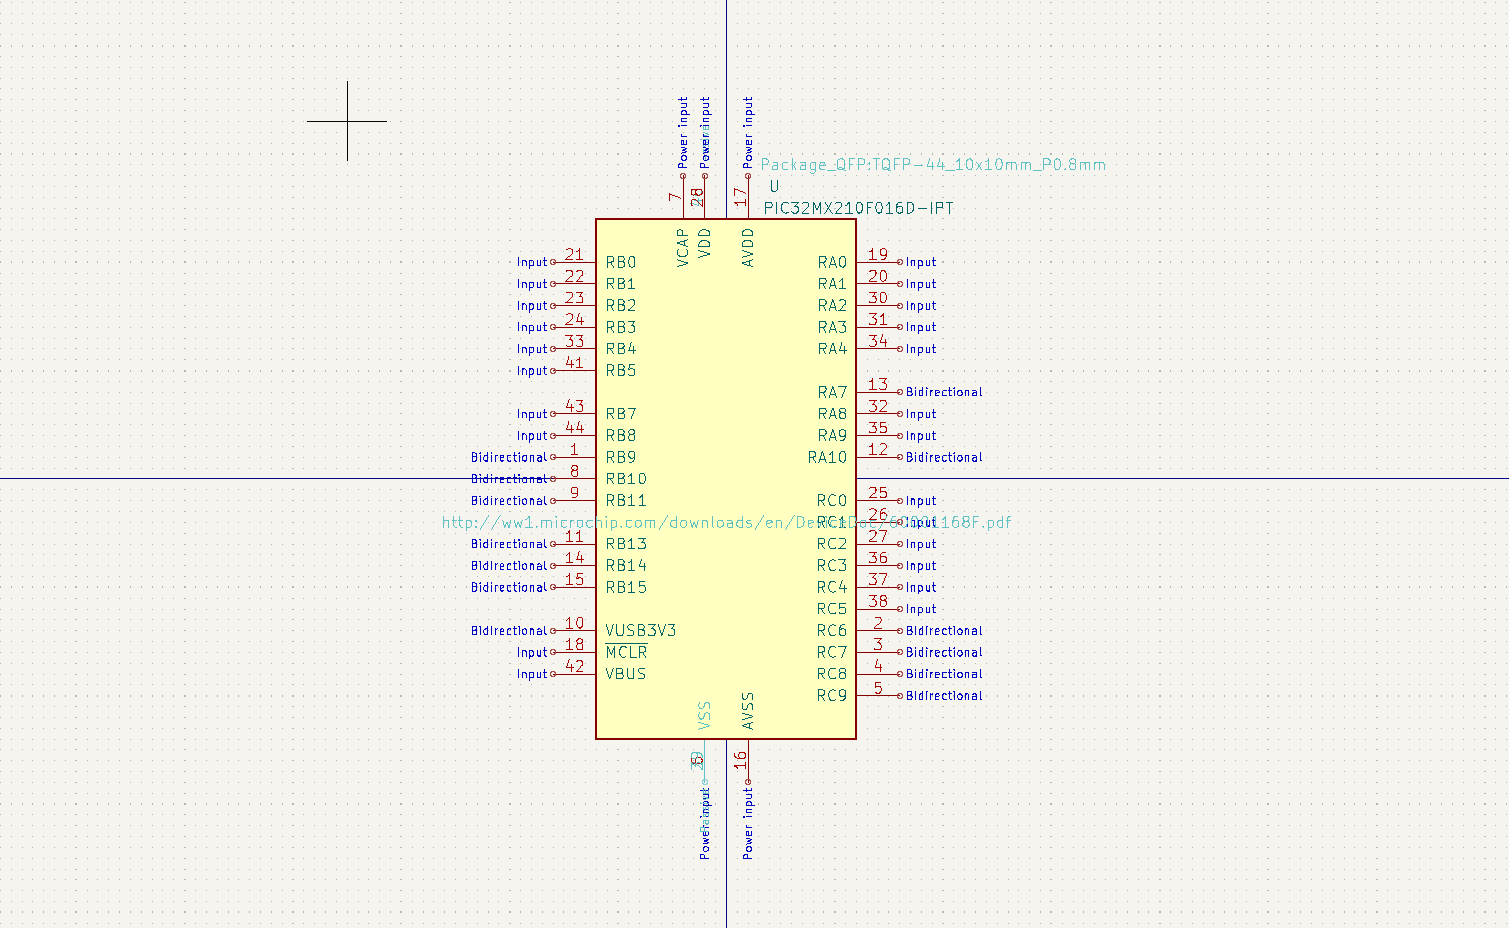 Power input
Power input
Power input
Package_QFP:TQFP-44_10x10mm_P0.8mm
U
PIC32MX210F016D-IPT
7
17
VCAP
VDD
AVDD
Input 21 RB0 RA0 19 Input
Input 22 RB1 RA1 20 Input
Input 23 RB2 RA2 30 Input
Input 24 RB3 RA3 31 Input
Input 33 RB4 RA4 34 Input
Input 41 RB5
RA7 13 Bidirectional
Input 43 RB7 RA8 32 Input
Input 44 RB8 RA9 35 Input
Bidirectional 1 RB9 RA10 12 Bidirectional
Bidirectional 8 RB10
Bidirectional 9 RB11 RC0 25 Input
http://ww1.microchip.com/downloads/en/DeviceDoc/60001168F.pdf
RC1 26 Input
Bidirectional 11 RB13 RC2 27 Input
Bidirectional 14 RB14 RC3 36 Input
Bidirectional 15 RB15 RC4 37 Input
RC5 38 Input
Bidirectional 10 VUSB3V3 RC6 2 Bidirectional
Input 18 MCLR RC7 3 Bidirectional
Input 42 VBUS RC8 4 Bidirectional
RC9 5 Bidirectional
VSS
AVSS
16
Power input
Power input